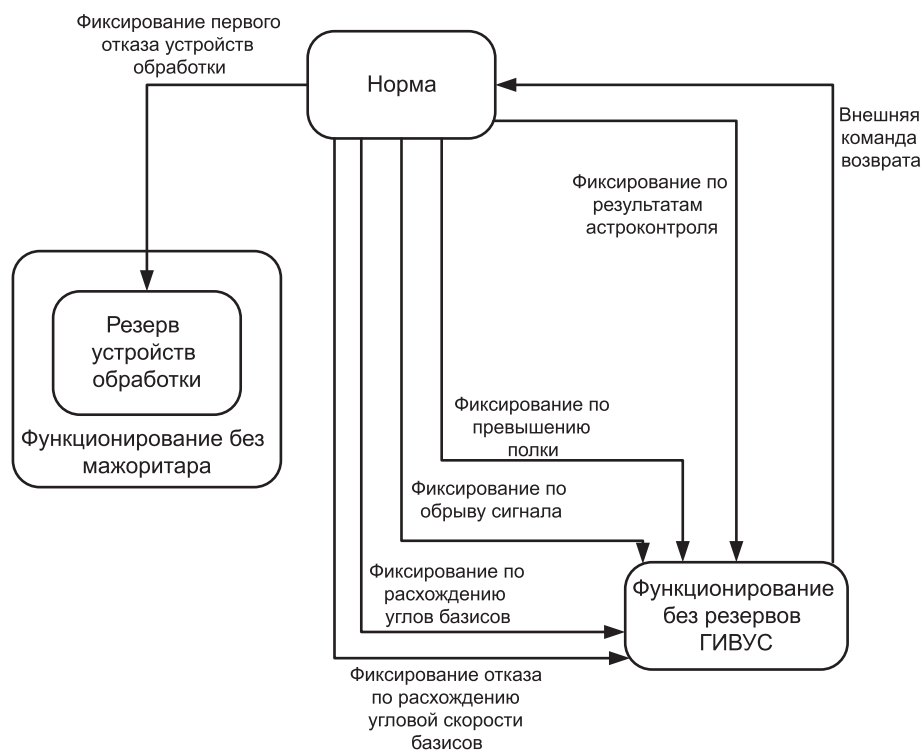 Фиксирование первого
отказа устройств
обработки
Норма
Внешняя
команда
возврата
Фиксирование по
результатам
астроконтроля
Резерв
устройств
обработки
Функционирование без
мажоритара
Фиксирование по
превышению
полки
Фиксирование по
обрыву сигнала
Фиксирование по
расхождению
углов базисов
Функционирование
без резервов
ГИВУС
Фиксирование отказа
по расхождению
угловой скорости
базисов